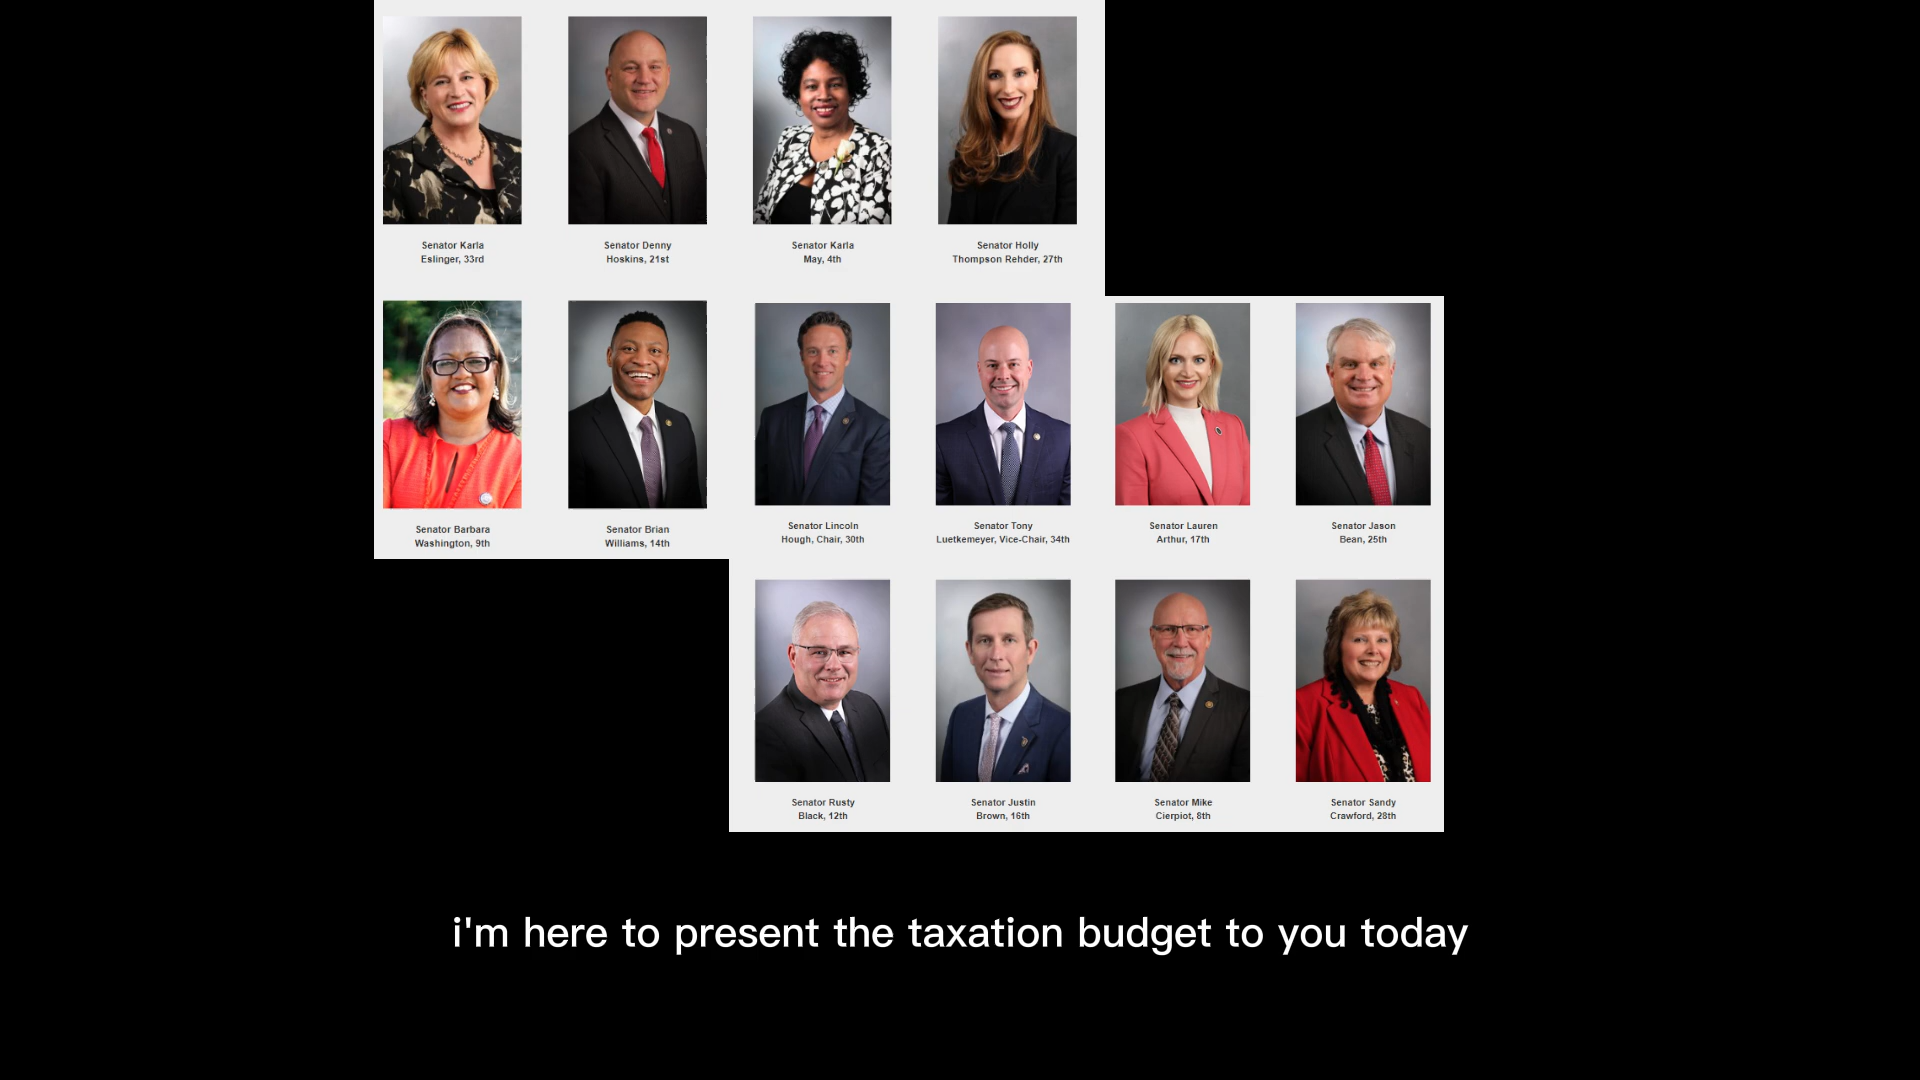 Senator Karla
Eslinger, 33rd
Senator Denny
Hoskins, 21st
Senator Karla
May, 4th
Senator Holly
Thompson Rehder, 27th
Senator Barbara
Washington, 9th
Senator Brian
Williams, 14th
Senator Lincoln
Hough, Chair, 30th
Senator Tony
Luetkemeyer, Vice-Chair, 34th
Senator Lauren
Arthur, 17th
Senator Jason
Bean, 25th
Senator Rusty
Black, 12th
Senator Justin
Brown, 16th
Senator Mike
Cierpiot, 8th
Senator Sandy
Crawford, 28th
i'm here to present the taxation budget to you today